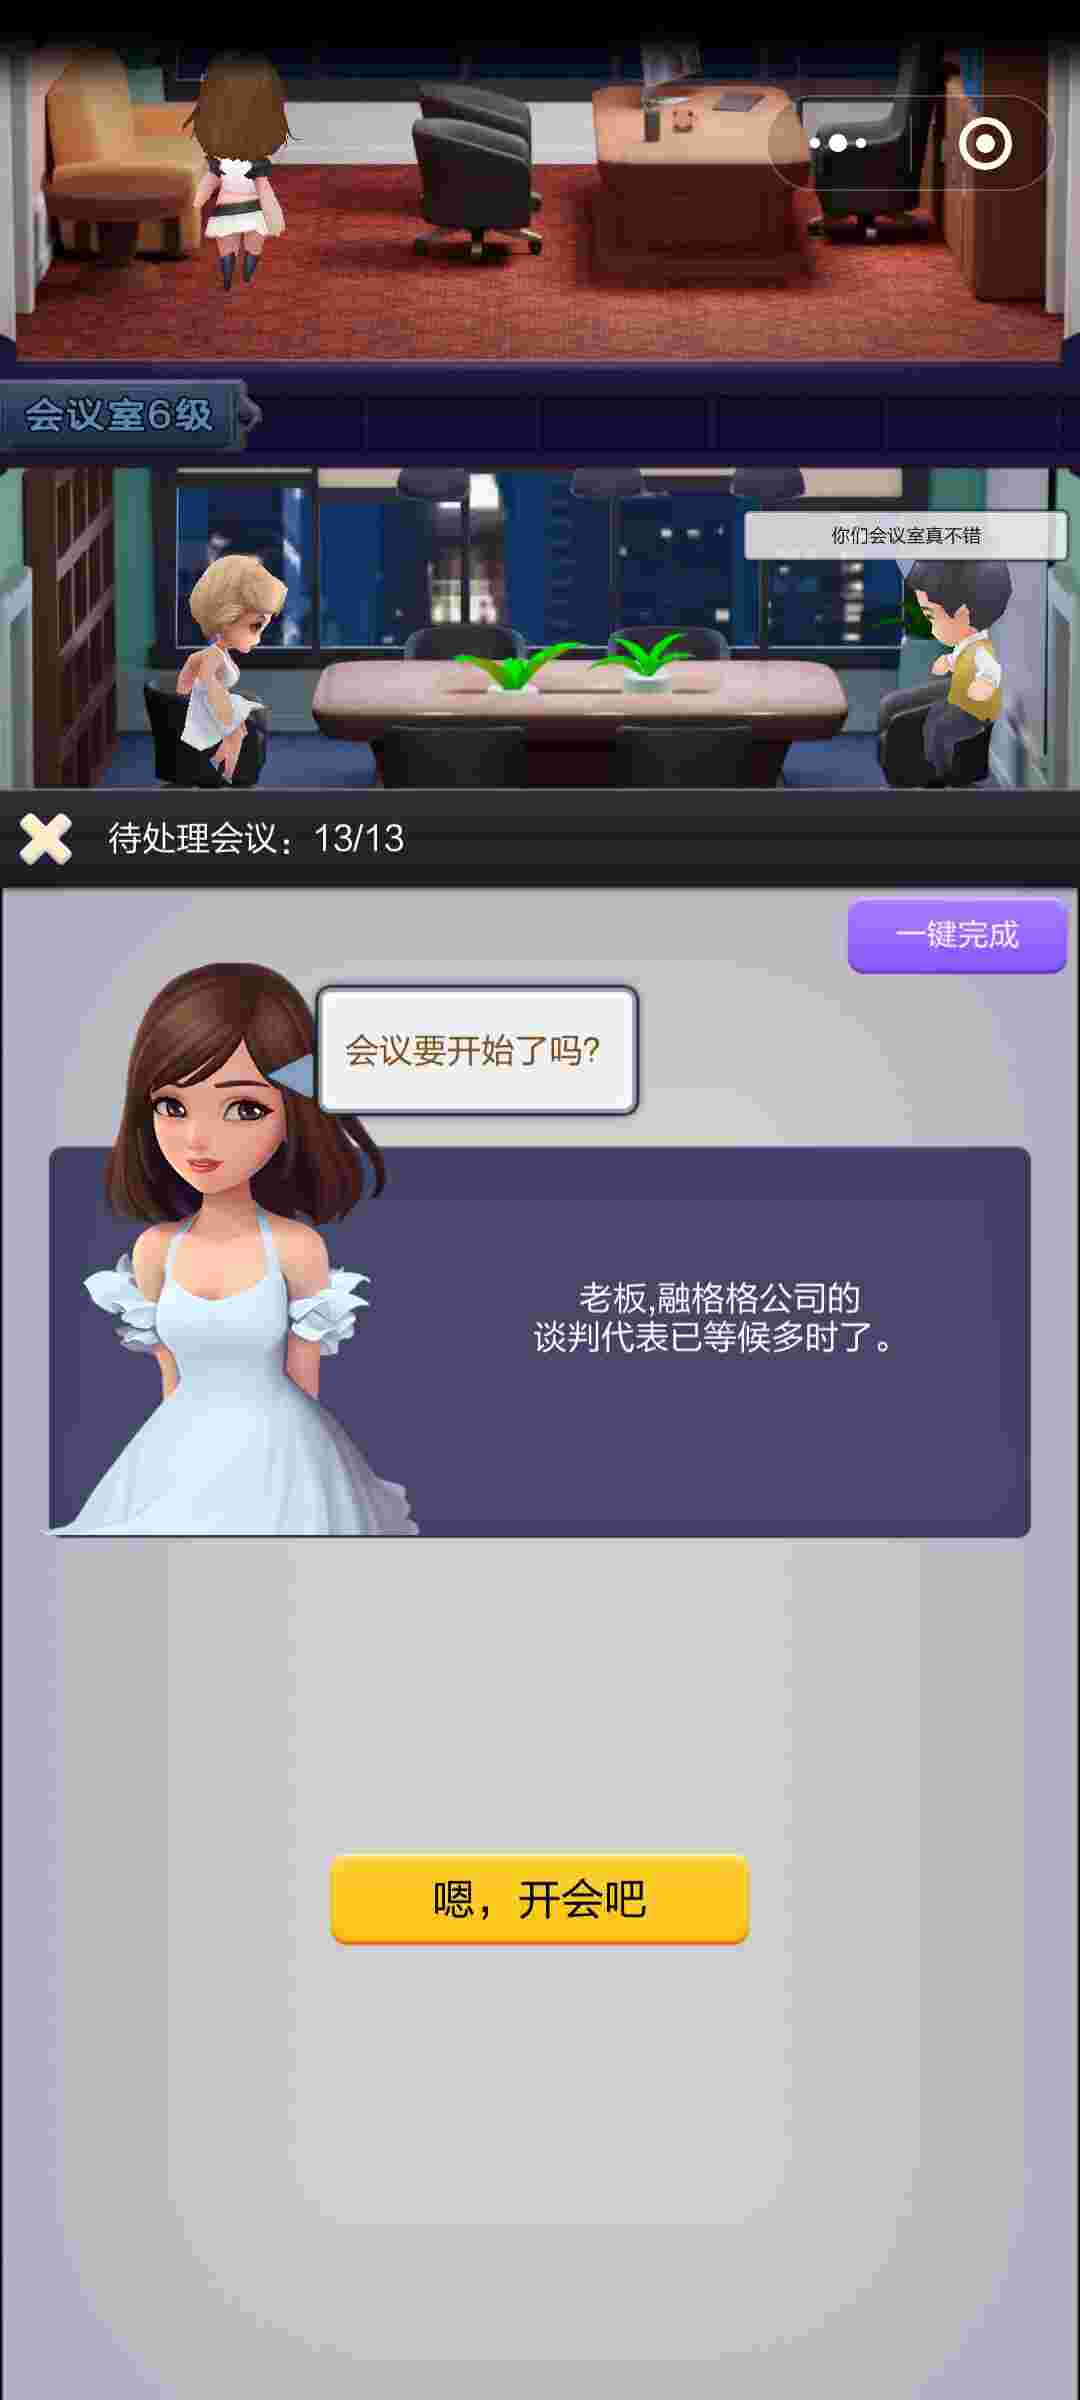 会议室6级
你们会议室真不错
待处理会议：13/13
一键完成
会议要开始了吗?
老板,融格格公司的
谈判代表已等候多时了。
嗯，开会吧